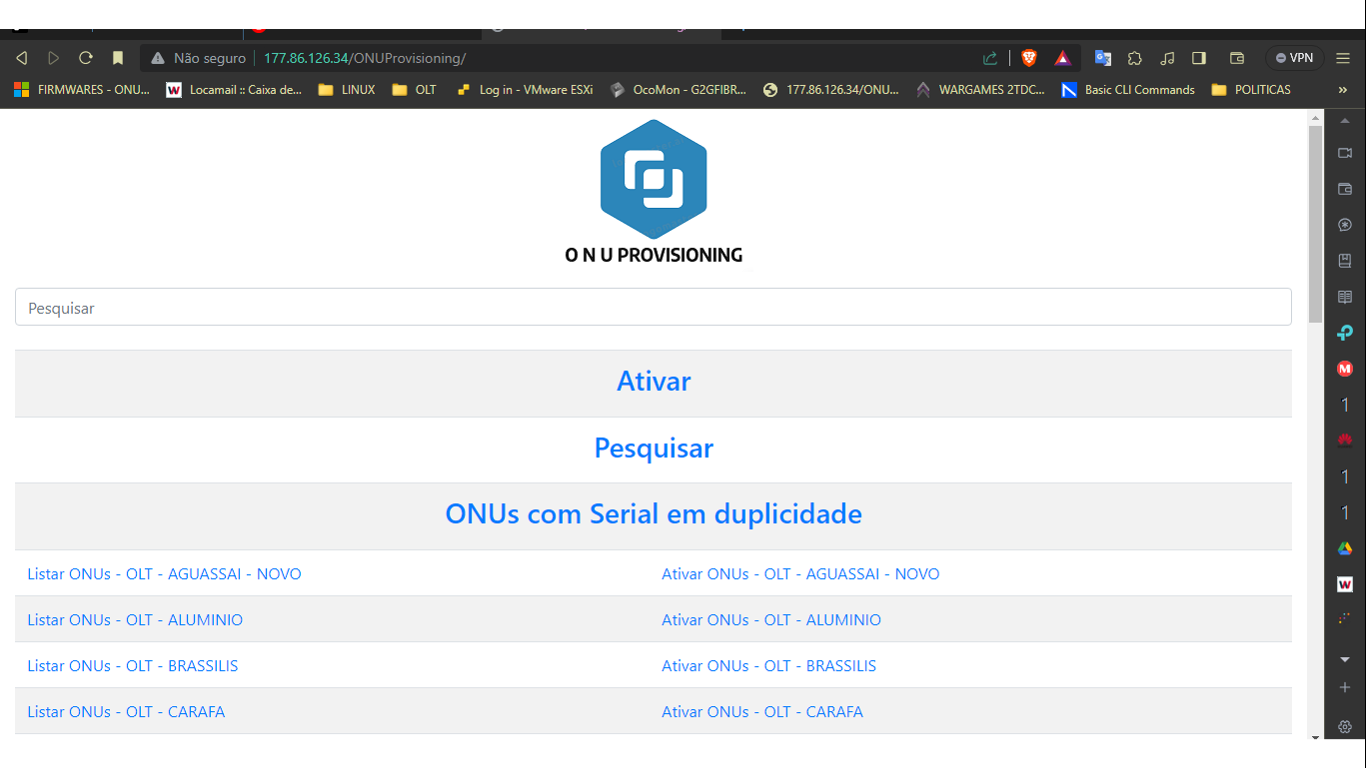 Não seguro 177.86.126.34/ONUProvisioning/ VPN
FIRMWARES - ONU... Locamail :: Caixa de... LINUX OLT Log in - VMware ESXi OcoMon - G2GFIBR... 177.86.126.34/ONU... WARGAMES 2TDC... Basic CLI Commands POLITICAS »
O N U PROVISIONING
Pesquisar
Ativar
Pesquisar
ONUs com Serial em duplicidade
Listar ONUs - OLT - AGUASSAI - NOVO Ativar ONUs - OLT - AGUASSAI - NOVO
Listar ONUs - OLT - ALUMINIO Ativar ONUs - OLT - ALUMINIO
Listar ONUs - OLT - BRASSILIS Ativar ONUs - OLT - BRASSILIS
Listar ONUs - OLT - CARAFA Ativar ONUs - OLT - CARAFA
M
1
1
1
W